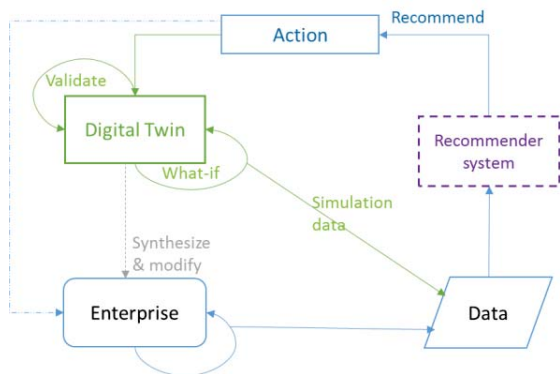 Recommend
Action
Validate
Digital Twin
Recommender
system
What-if
Simulation
data
Synthesize
& modify
Enterprise
Data